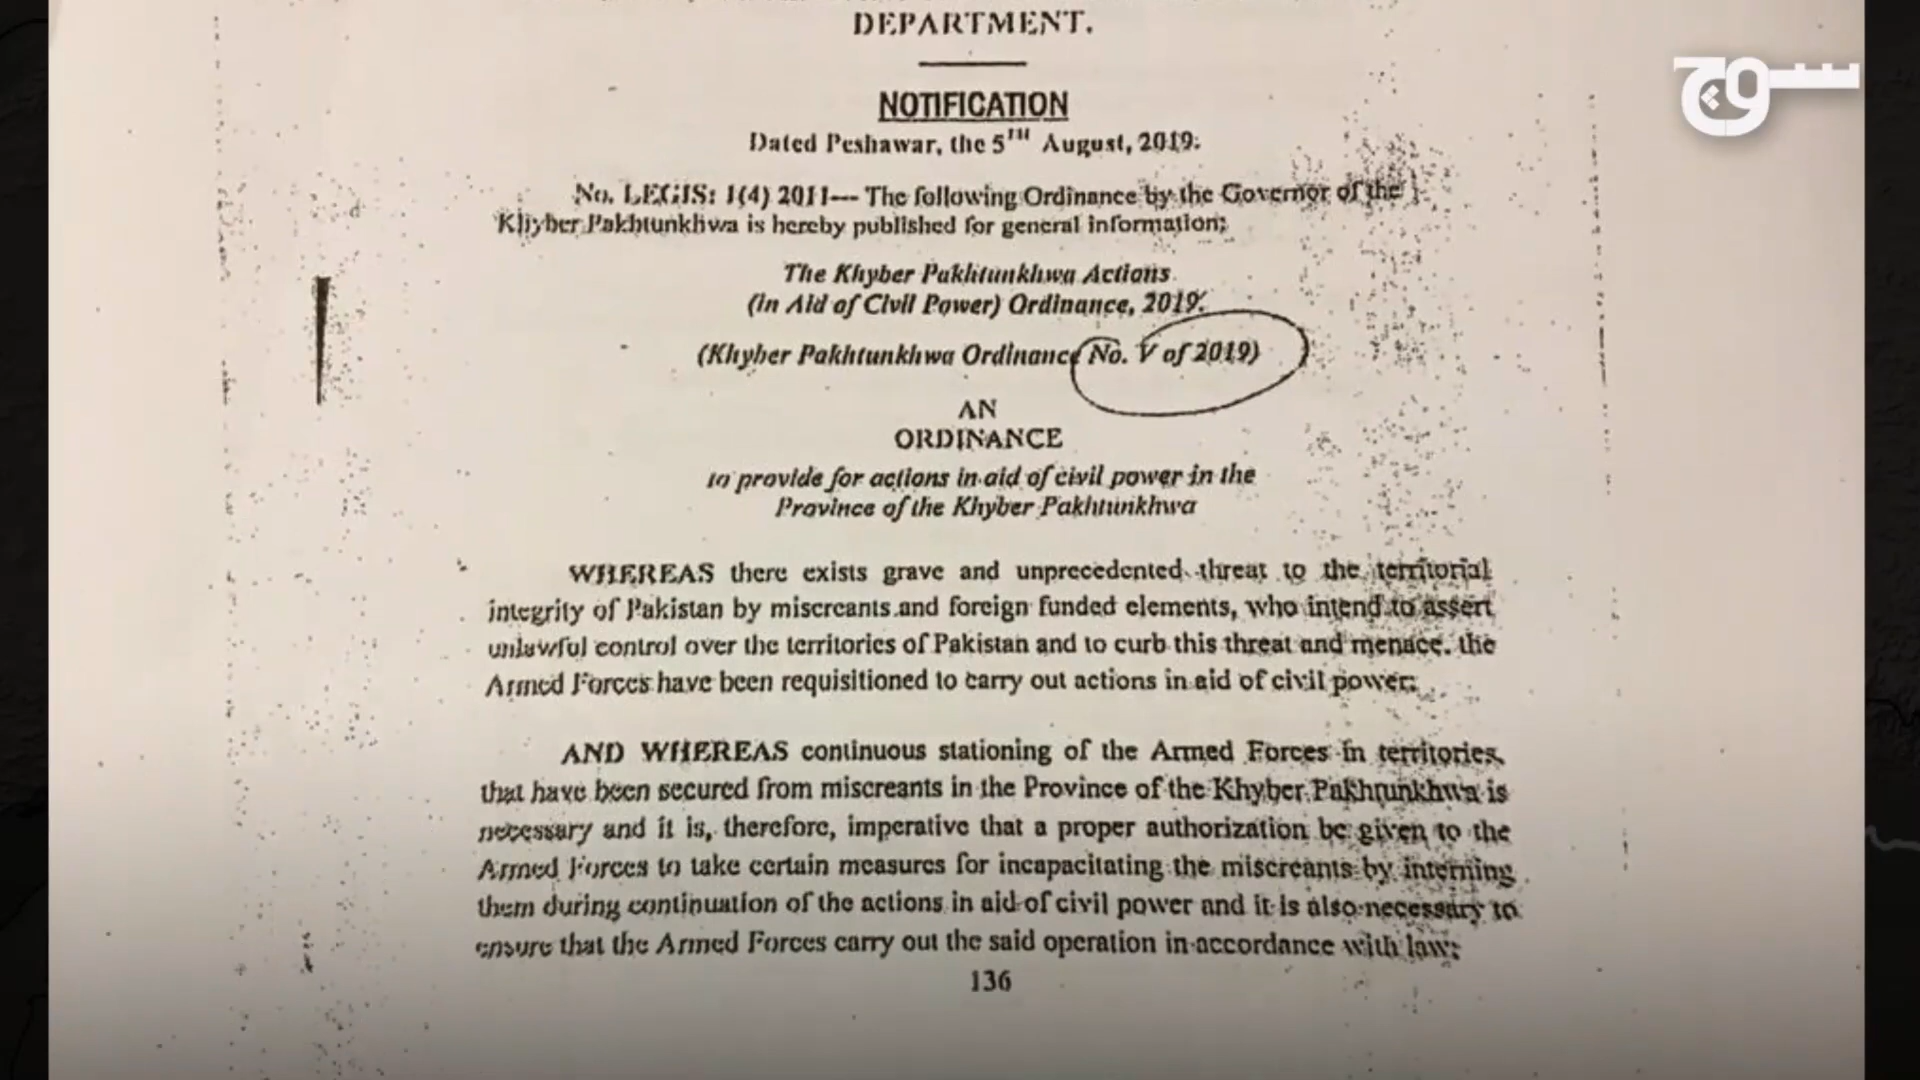 DEPARTMENT.
NOTIFICATION
Dated Peshawar, the 5TH August, 2019.
No. LEGIS: 1(4) 2011--- The following Ordinance by the Governor of the
Khyber Pakhtunkhwa is hereby published for general information;
The Khyber Pakhtunkhwa Actions
(in Aid of Civil Power) Ordinance, 2019.
(Khyber Pakhtunkhwa Ordinance No. V of 2019)
AN
ORDINANCE
to provide for actions in aid of civil power in the
Province of the Khyber Pakhtunkhwa
WHEREAS there exists grave and unprecedented threat to the territorial
integrity of Pakistan by miscreants and foreign funded elements, who intend to assert
unlawful control over the territories of Pakistan and to curb this threat and menace, the
Armed Forces have been requisitioned to carry out actions in aid of civil power;
AND WHEREAS continuous stationing of the Armed Forces in territories,
that have been secured from miscreants in the Province of the Khyber Pakhtunkhwa is
necessary and it is, therefore, imperative that a proper authorization be given to the
Armed Forces to take certain measures for incapacitating the miscreants by interning
them during continuation of the actions in aid of civil power and it is also necessary to
ensure that the Armed Forces carry out the said operation in accordance with law;
136
سوچ